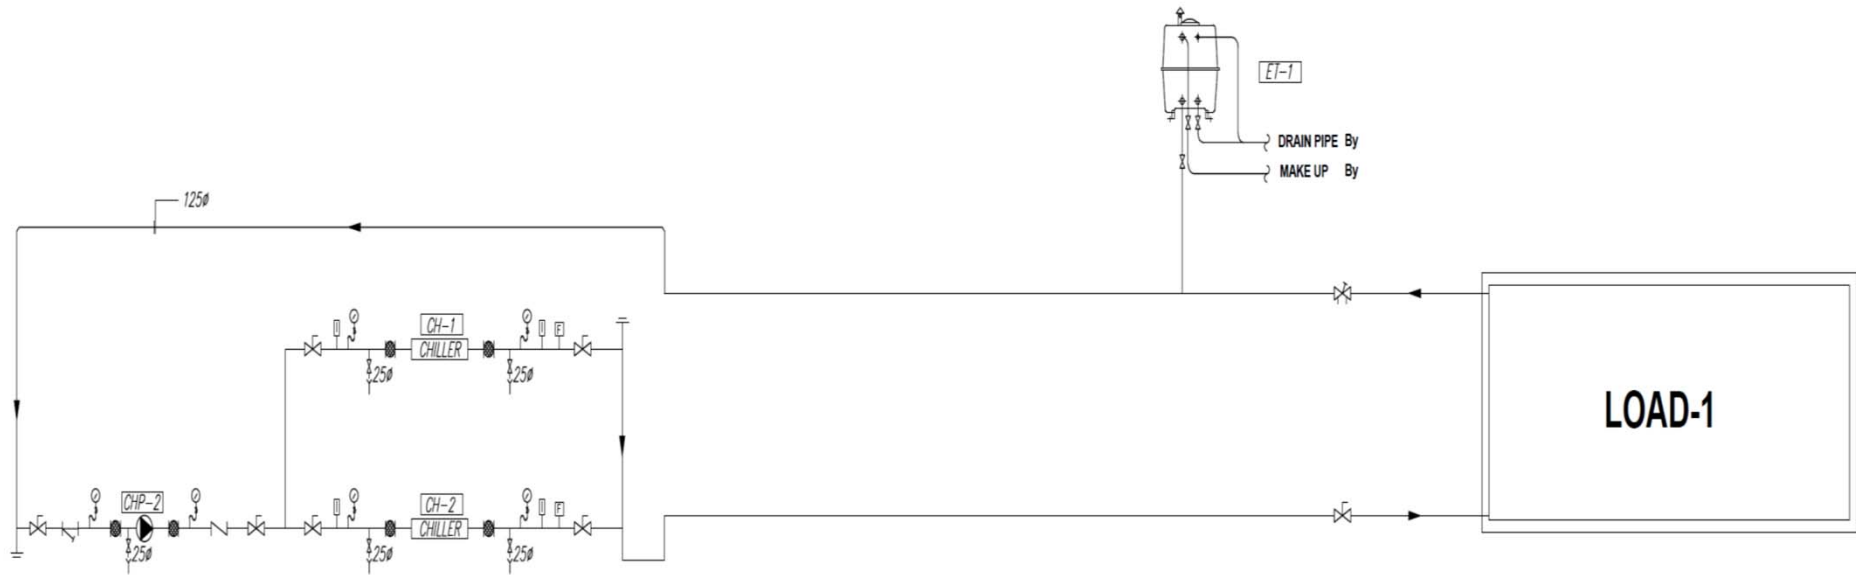 ET-1
DRAIN PIPE By
MAKE UP By
125ø
CH-1
CHILLER
25ø
25ø
LOAD-1
CHP-2
CH-2
CHILLER
25ø
25ø
25ø
I
I
F
I
I
F